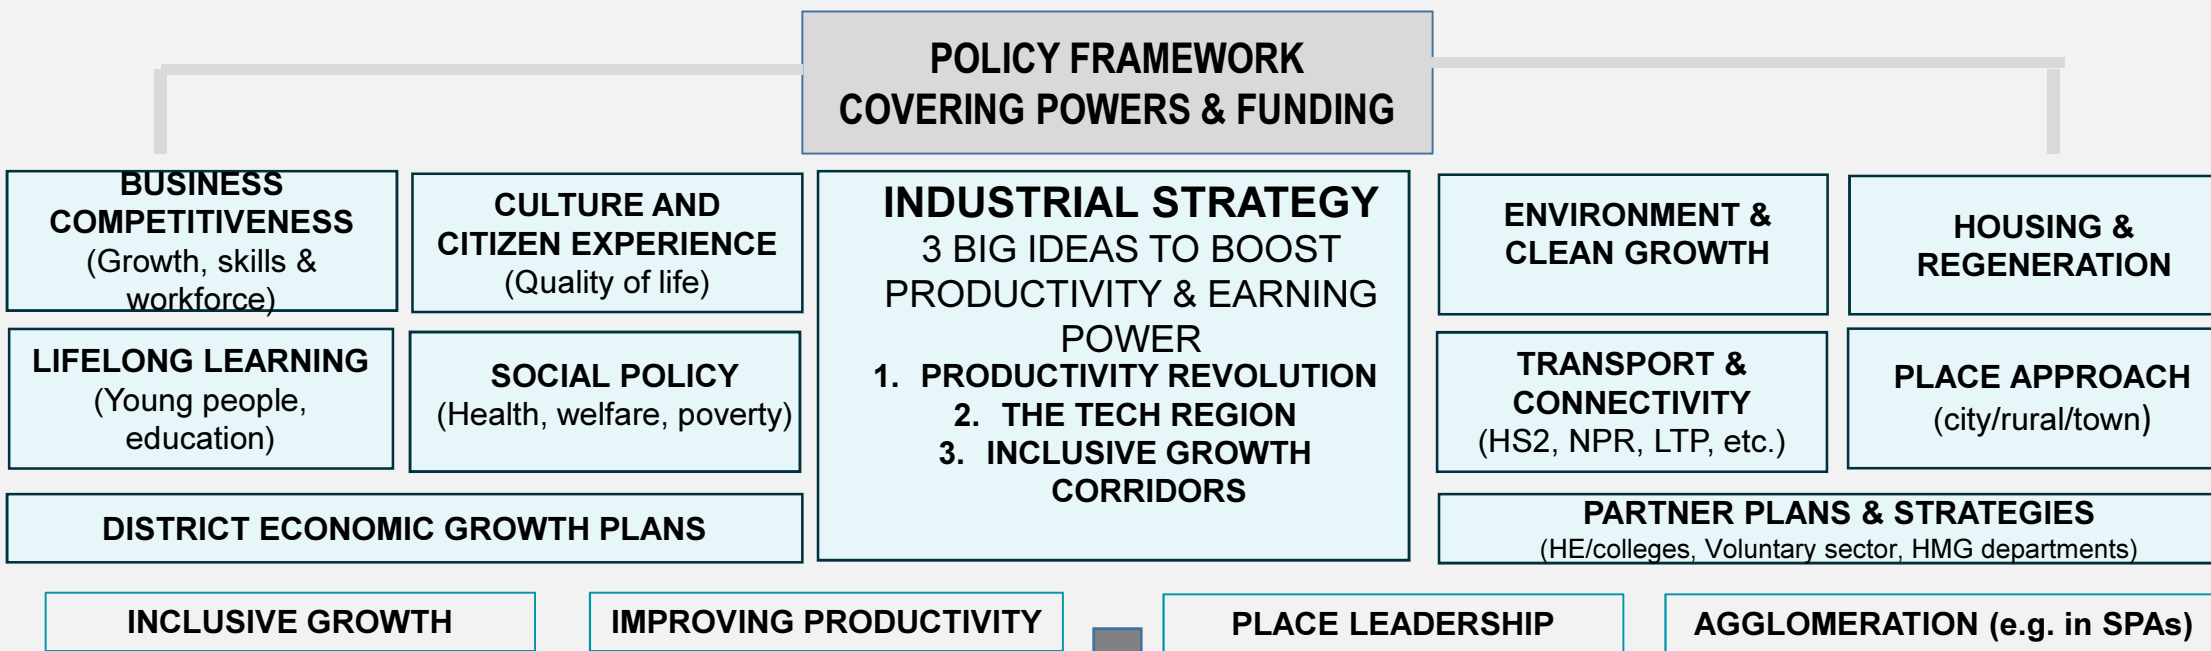 POLICY FRAMEWORK
COVERING POWERS & FUNDING
BUSINESS
COMPETITIVENESS
(Growth, skills &
workforce)
CULTURE AND
CITIZEN EXPERIENCE
(Quality of life)
INDUSTRIAL STRATEGY
3 BIG IDEAS TO BOOST
PRODUCTIVITY & EARNING
POWER
1. PRODUCTIVITY REVOLUTION
2. THE TECH REGION
3. INCLUSIVE GROWTH
CORRIDORS
ENVIRONMENT &
CLEAN GROWTH
HOUSING &
REGENERATION
LIFELONG LEARNING
(Young people,
education)
SOCIAL POLICY
(Health, welfare, poverty)
TRANSPORT &
CONNECTIVITY
(HS2, NPR, LTP, etc.)
PLACE APPROACH
(city/rural/town)
DISTRICT ECONOMIC GROWTH PLANS
PARTNER PLANS & STRATEGIES
(HE/colleges, Voluntary sector, HMG departments)
INCLUSIVE GROWTH
IMPROVING PRODUCTIVITY
PLACE LEADERSHIP
AGGLOMERATION (e.g. in SPAs)